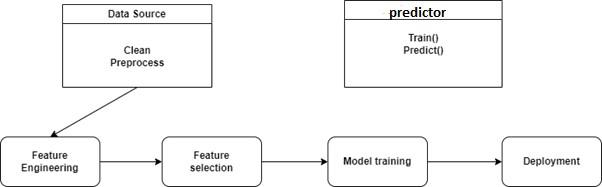 Data Source
Clean
Preprocess
predictor
Train()
Predict()
Feature
Engineering
Feature
selection
Model training
Deployment